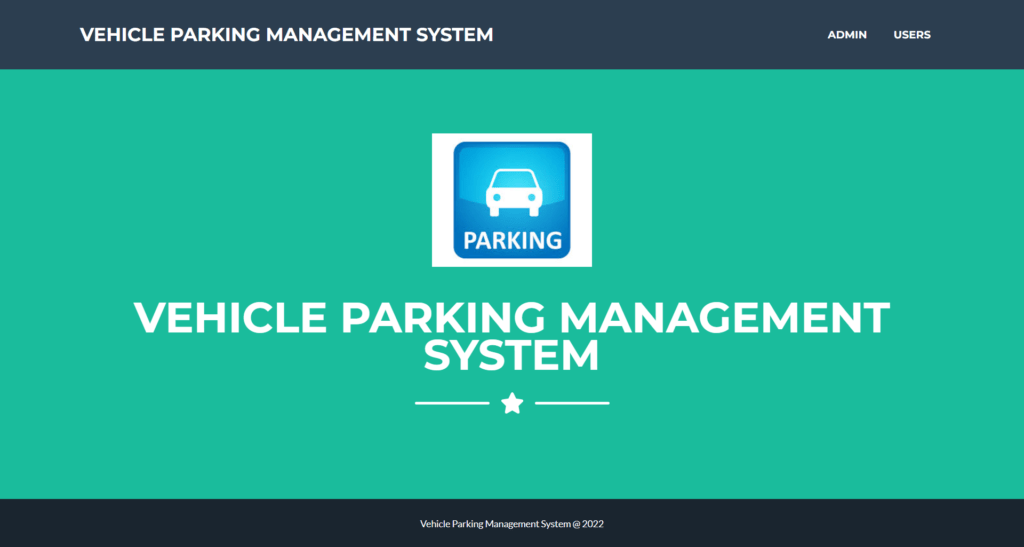 VEHICLE PARKING MANAGEMENT SYSTEM
ADMIN
USERS
PARKING
VEHICLE PARKING MANAGEMENT
SYSTEM
Vehicle Parking Management System @ 2022